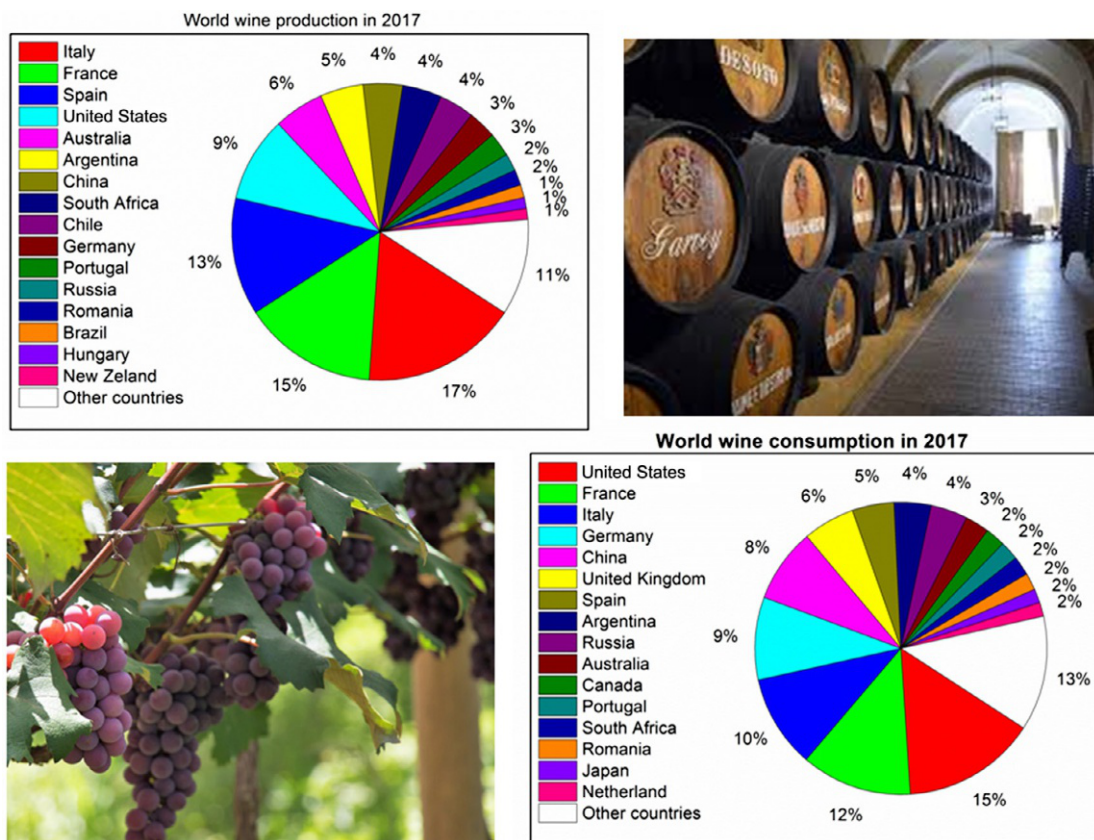 World wine production in 2017
Italy
France
Spain
United States
Australia
Argentina
China
South Africa
Chile
Germany
Portugal
Russia
Romania
Brazil
Hungary
New Zeland
Other countries
4%
5%
4%
6%
4%
3%
9%
3%
2%
2%
1%
1%
1%
13%
11%
15%
17%
DESOTO
Garvey
World wine consumption in 2017
United States
France
Italy
Germany
China
United Kingdom
Spain
Argentina
Russia
Australia
Canada
Portugal
South Africa
Romania
Japan
Netherland
Other countries
5%
4%
4%
6%
3%
2%
2%
8%
2%
2%
2%
2%
9%
13%
10%
12%
15%